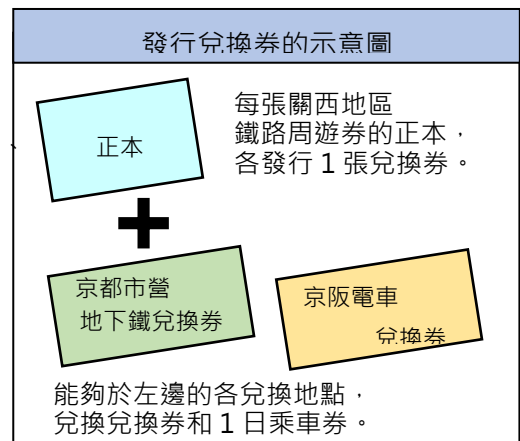 發行兌換券的示意圖
正本
每張關西地區
鐵路周遊券的正本，
各發行 1 張兌換券。
京都市營
地下鐵兌換券
京阪電車
兌換券
能夠於左邊的各兌換地點，
兌換兌換券和 1 日乘車券。